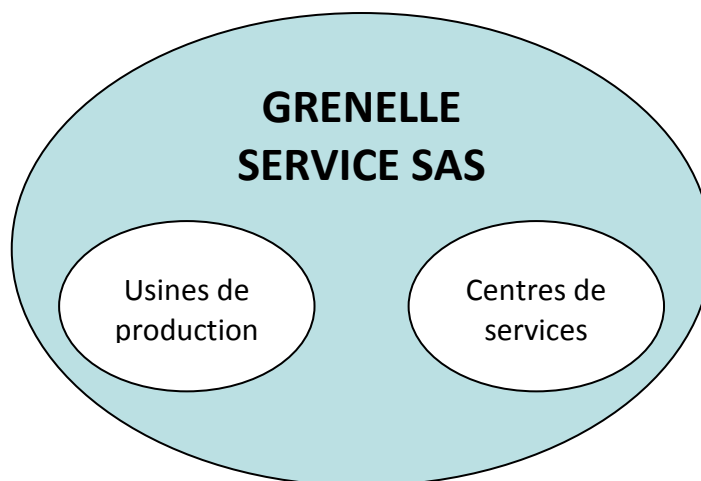 GRENELLE
SERVICE SAS
Usines de
production
Centres de
services